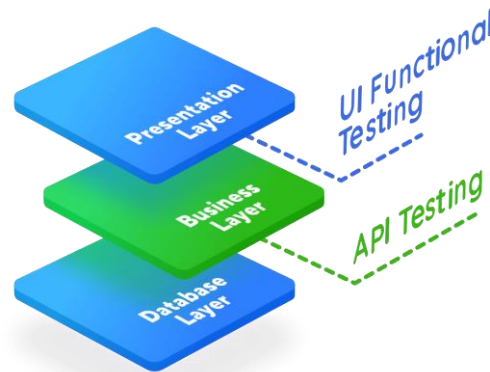 Presentation
Layer
UI Functional
Testing
Business
Layer
API Testing
Database
Layer